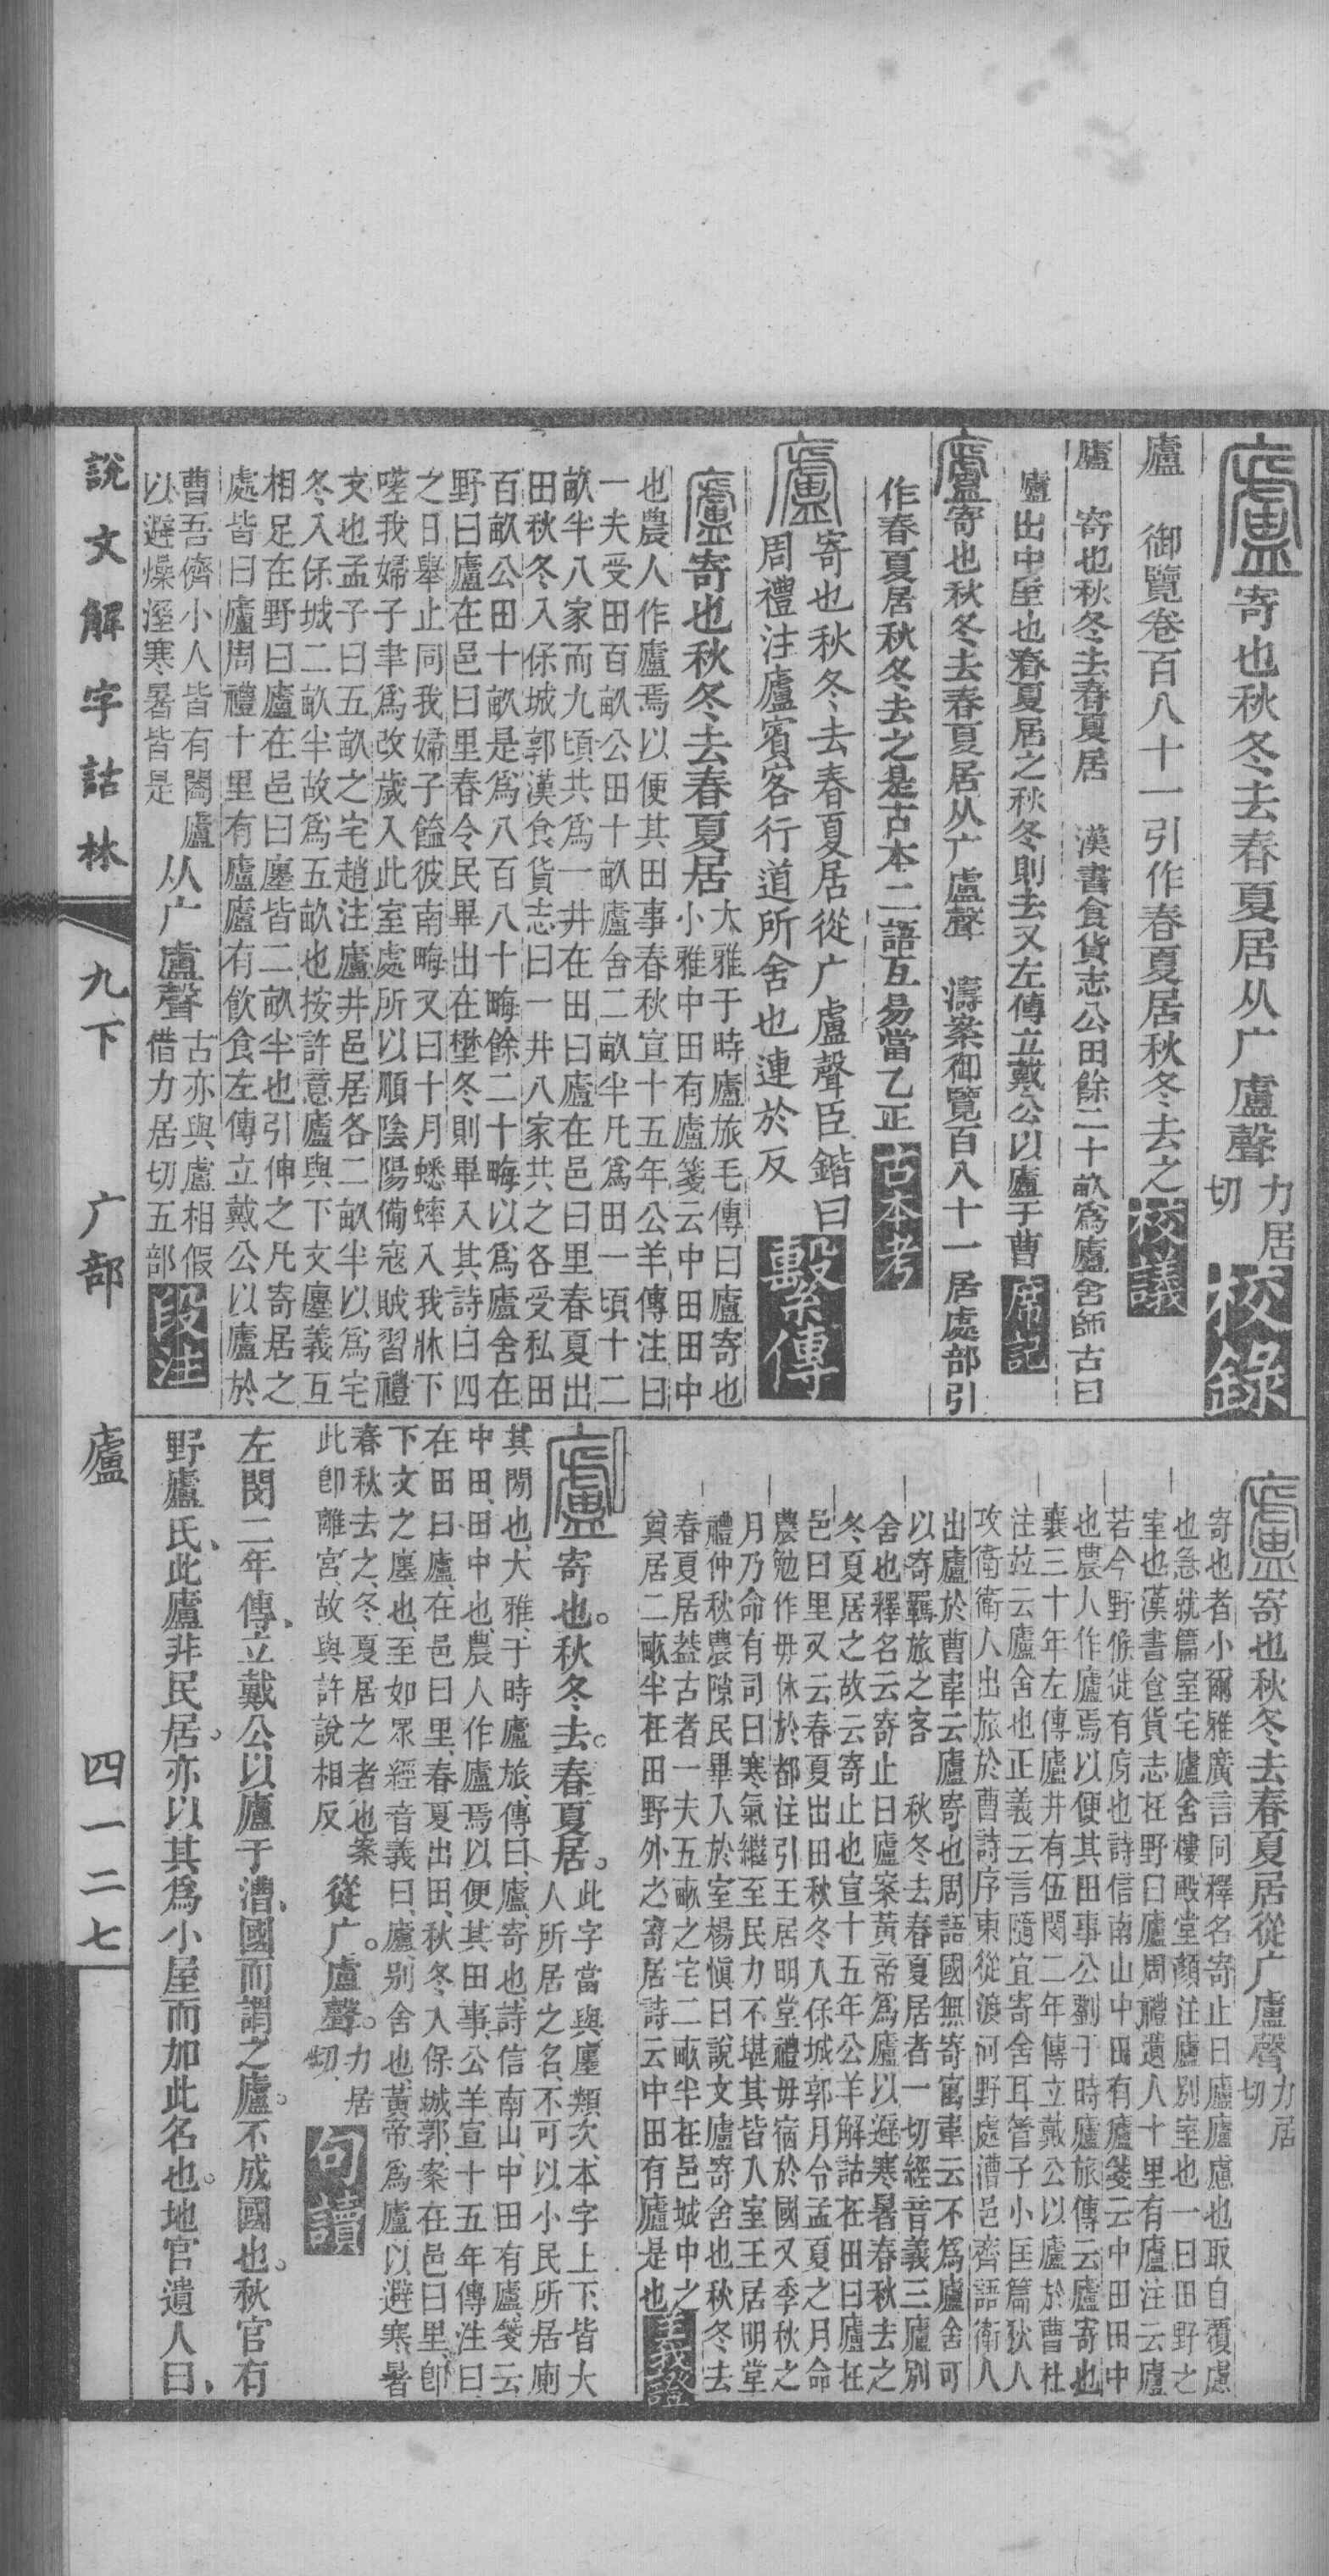 廬寄也秋冬去春夏居从广盧聲力居切校錄
廬　御覽卷百八十一引作春夏居秋冬去之校議
廬　寄也秋冬去春夏居　漢書食貨志公田餘二十畝爲廬舍師古曰
廬出中屋也春夏居之秋冬則去又左傳立戴公以廬于曹席記
廬寄也秋冬去春夏居从广盧聲　濤案御覽百八十一居處部引
作春夏居秋冬去之是古本二語互易當乙正古本考
廬寄也秋冬去春夏居從广盧聲臣鍇曰
周禮注廬賓客行道所舍也連於反繫傳
廬寄也秋冬去春夏居
大雅于時廬旅毛傳曰廬寄也
小雅中田有廬箋云中田田中
也農人作廬焉以便其田事春秋宣十五年公羊傳注曰
一夫受田百畝公田十畝廬舍二畝半凡爲田一頃十二
畝半八家而九頃共爲一井在田曰廬在邑曰里春夏出
田秋冬入保城郭漢食貨志曰一井八家共之各受私田
百畝公田十畝是爲八百八十畮餘二十畮以爲廬舍在
野曰廬在邑曰里春令民畢出在壄冬則畢入其詩曰四
之日舉止同我婦子饁彼南畮又曰十月蟋蟀入我牀下
嗟我婦子聿爲改歲入此室處所以順陰陽備寇賊習禮
文也孟子曰五畝之宅趙注廬井邑居各二畝半以爲宅
冬入保城二畝半故爲五畝也按許意廬與下文廛義互
相足在野曰廬在邑曰廛皆二畝半也引伸之凡寄居之
處皆曰廬周禮十里有廬廬有飲食左傳立戴公以廬於
曹吾儕小人皆有闔廬
以避燥溼寒暑皆是
从广盧聲古亦與盧相假
借力居切五部段注
廬寄也秋冬去春夏居從广盧聲力居切
寄也者小爾雅廣言同釋名寄止曰廬廬慮也取自覆慮
也急就篇室宅廬舍樓殿堂顏注廬別室也一曰田野之
室也漢書食貨志在野曰廬周禮遺人十里有廬注云廬
若今野候徙有房也詩信南山中田有廬箋云中田田中
也農人作廬焉以便其田事公劉于時廬旅傳云廬寄也
襄三十年左傳廬井有伍閔二年傳立戴公以廬於曹杜
注竝云廬舍也正義云言隨宜寄舍耳管子小匡篇狄人
攻衛衛人出旅於曹詩序東徙渡河野處漕邑齊語衛人
出廬於曹韋云廬寄也周語國無寄寓韋云不爲廬舍可
以寄羈旅之客　秋冬去春夏居者一切經音義三廬別
舍也釋名云寄止曰廬案黃帝爲廬以避寒暑春秋去之
冬夏居之故云寄止也宣十五年公羊解詁在田曰廬在
邑曰里又云春夏出田秋冬入保城郭月令孟夏之月命
農勉作毋休於都注引王居明堂禮毋宿於國又季秋之
月乃命有司曰寒氣緫至民力不堪其皆入室王居明堂
禮仲秋農隙民畢入於室楊愼曰說文廬寄舍也秋冬去
春夏居葢古者一夫五畞之宅二畞半在邑城中之
奠居二畞半在田野外之寄居詩云中田有廬是也義證
廬寄也。秋冬去。春夏居。
此字當與廛類次、本字上下、皆大
人所居之名、不可以小民所居廁
其閒也、大雅、于時廬旅、傳曰、廬、寄也、詩信南山、中田有廬、箋云
中田、田中也、農人作廬焉、以便其田事、公羊宣十五年傳注曰
在田曰廬、在邑曰里、春夏出田、秋冬入保城郭、案在邑曰里、卽
下文之廛也、至如眾經音義曰、廬、別舍也、黃帝爲廬、以避寒暑
春秋去之、冬夏居之者也案
此卽離宮、故與許說相反
從广。盧聲。力居切、句讀
左閔二年傳、立戴公以廬于漕、國而謂之廬。不成國也。秋官有
野廬氏、此廬非民居。亦以其爲小屋而加此名也。地官遺人曰、
說文解字詁林　九下　广部　廬　四一二七